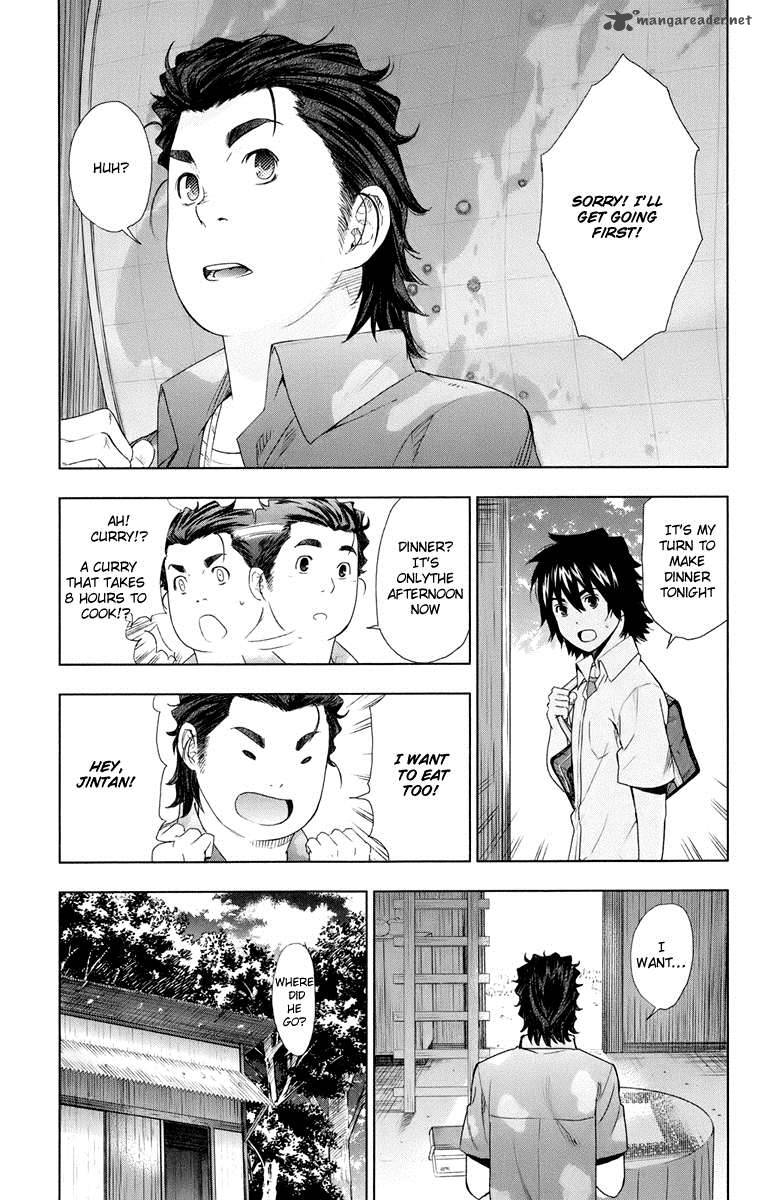 mangareader.net
SORRY! I'LL
GET GOING
FIRST!
HUH?
IT'S MY
TURN TO
MAKE
DINNER
TONIGHT
DINNER?
IT'S
ONLYTHE
AFTERNOON
NOW
AH!
CURRY!?
A CURRY
THAT TAKES
8 HOURS TO
COOK!?
I WANT
TO EAT
TOO!
HEY,
JINTAN!
I
WANT...
WHERE
DID
HE
GO?